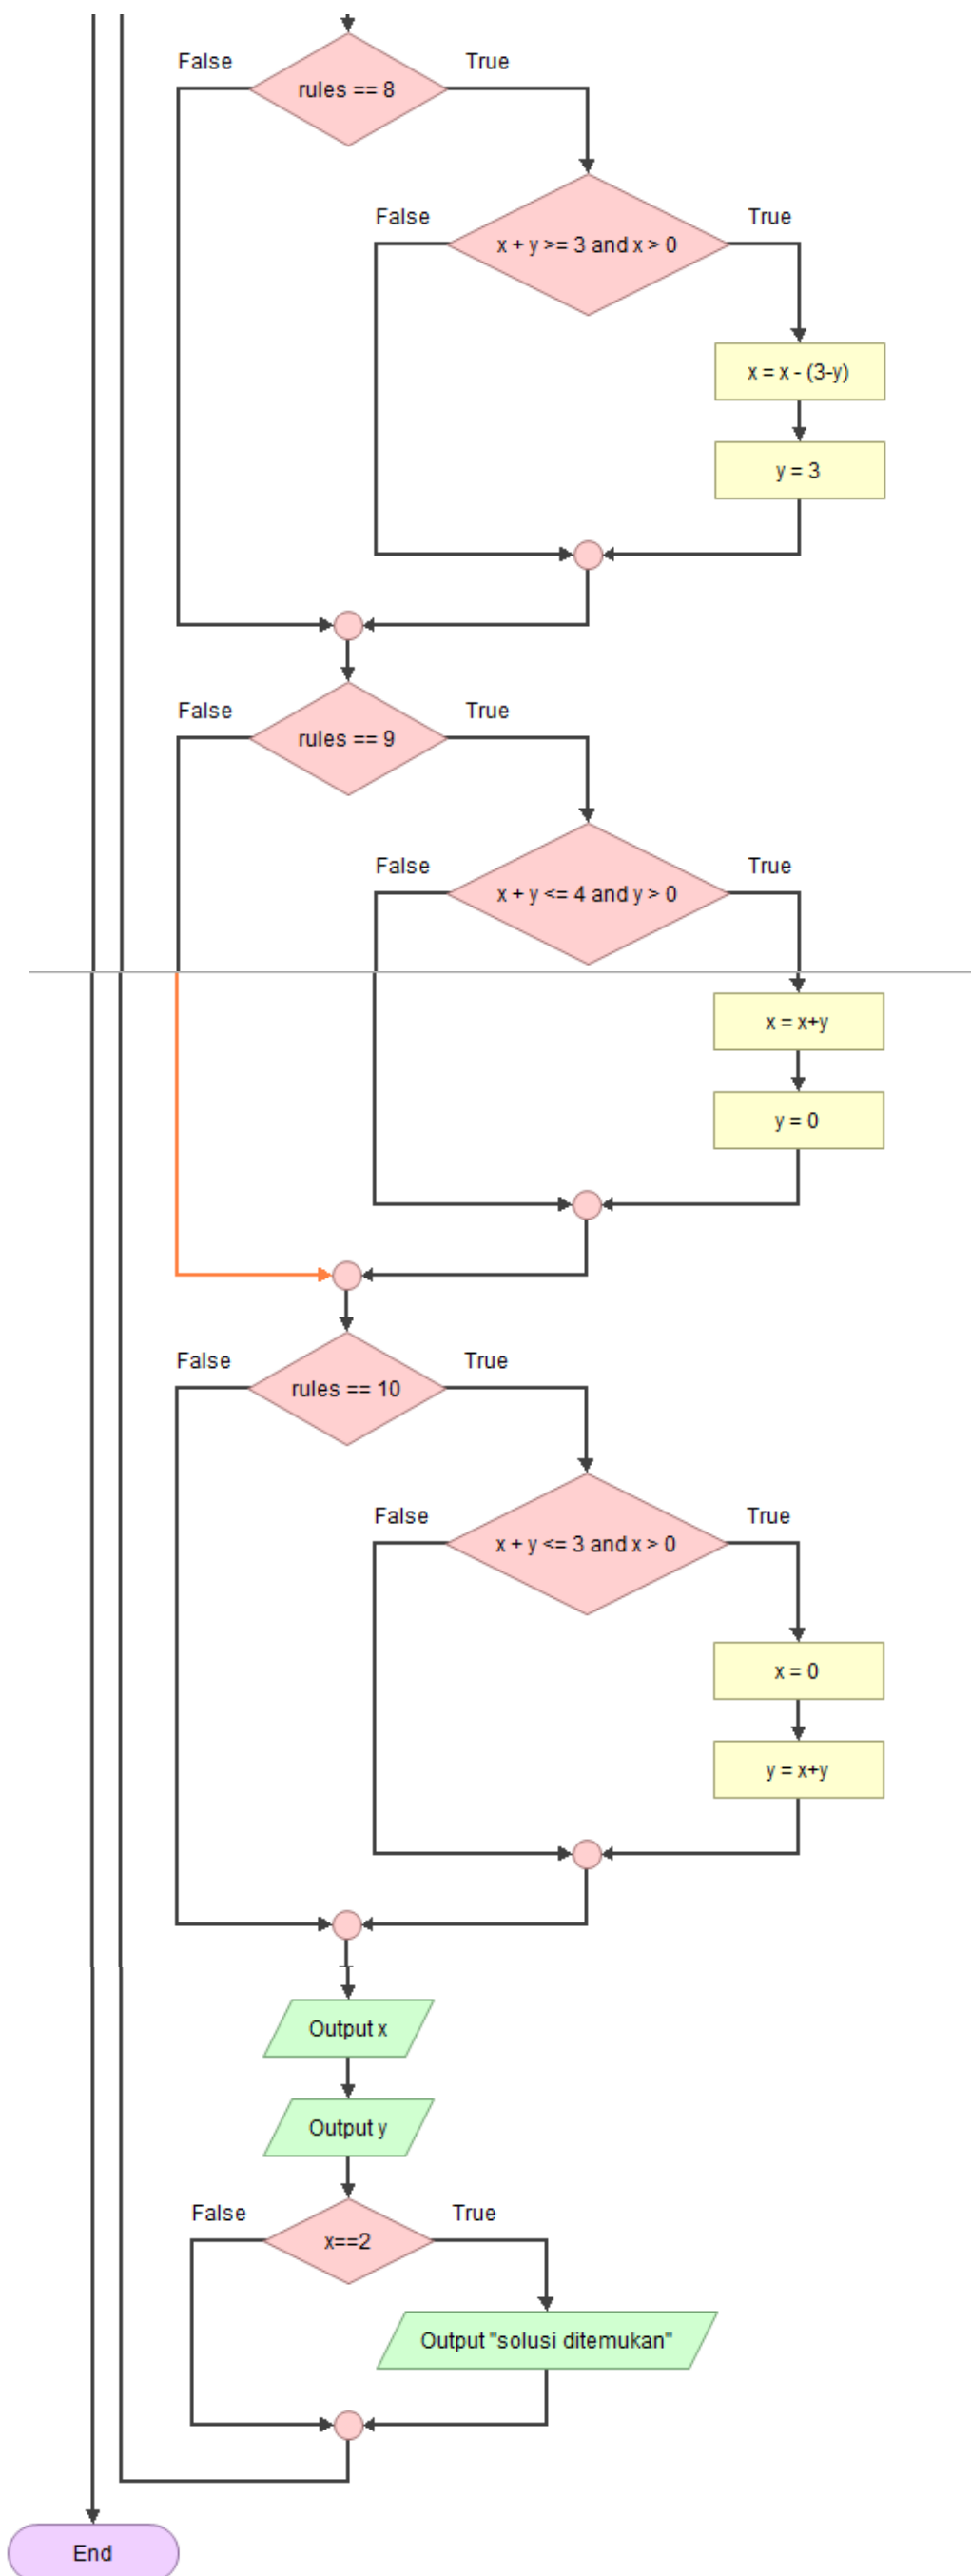 False
True
rules == 8
False
True
x + y >= 3 and x > 0
x = x - (3-y)
y = 3
False
True
rules == 9
False
True
x + y <= 4 and y > 0
x = x+y
y = 0
False
True
rules == 10
False
True
x + y <= 3 and x > 0
x = 0
y = x+y
Output x
Output y
False
True
x==2
Output "solusi ditemukan"
End